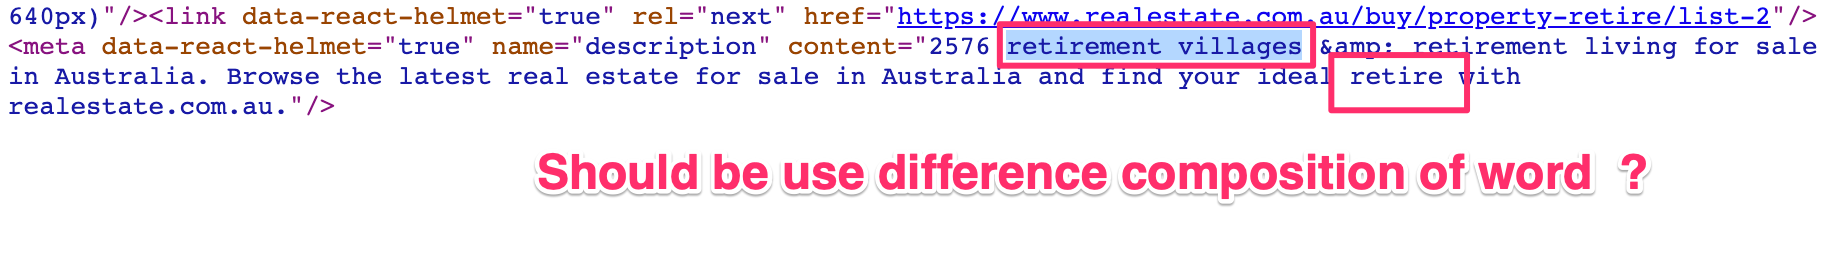 640px)"/><link data-react-helmet="true" rel="next" href="https://www.realestate.com.au/buy/property-retire/list-2"/>
<meta data-react-helmet="true" name="description" content="2576 retirement villages &amp; retirement living for sale
in Australia. Browse the latest real estate for sale in Australia and find your ideal retire with
realestate.com.au."/>
Should be use difference composition of word ?